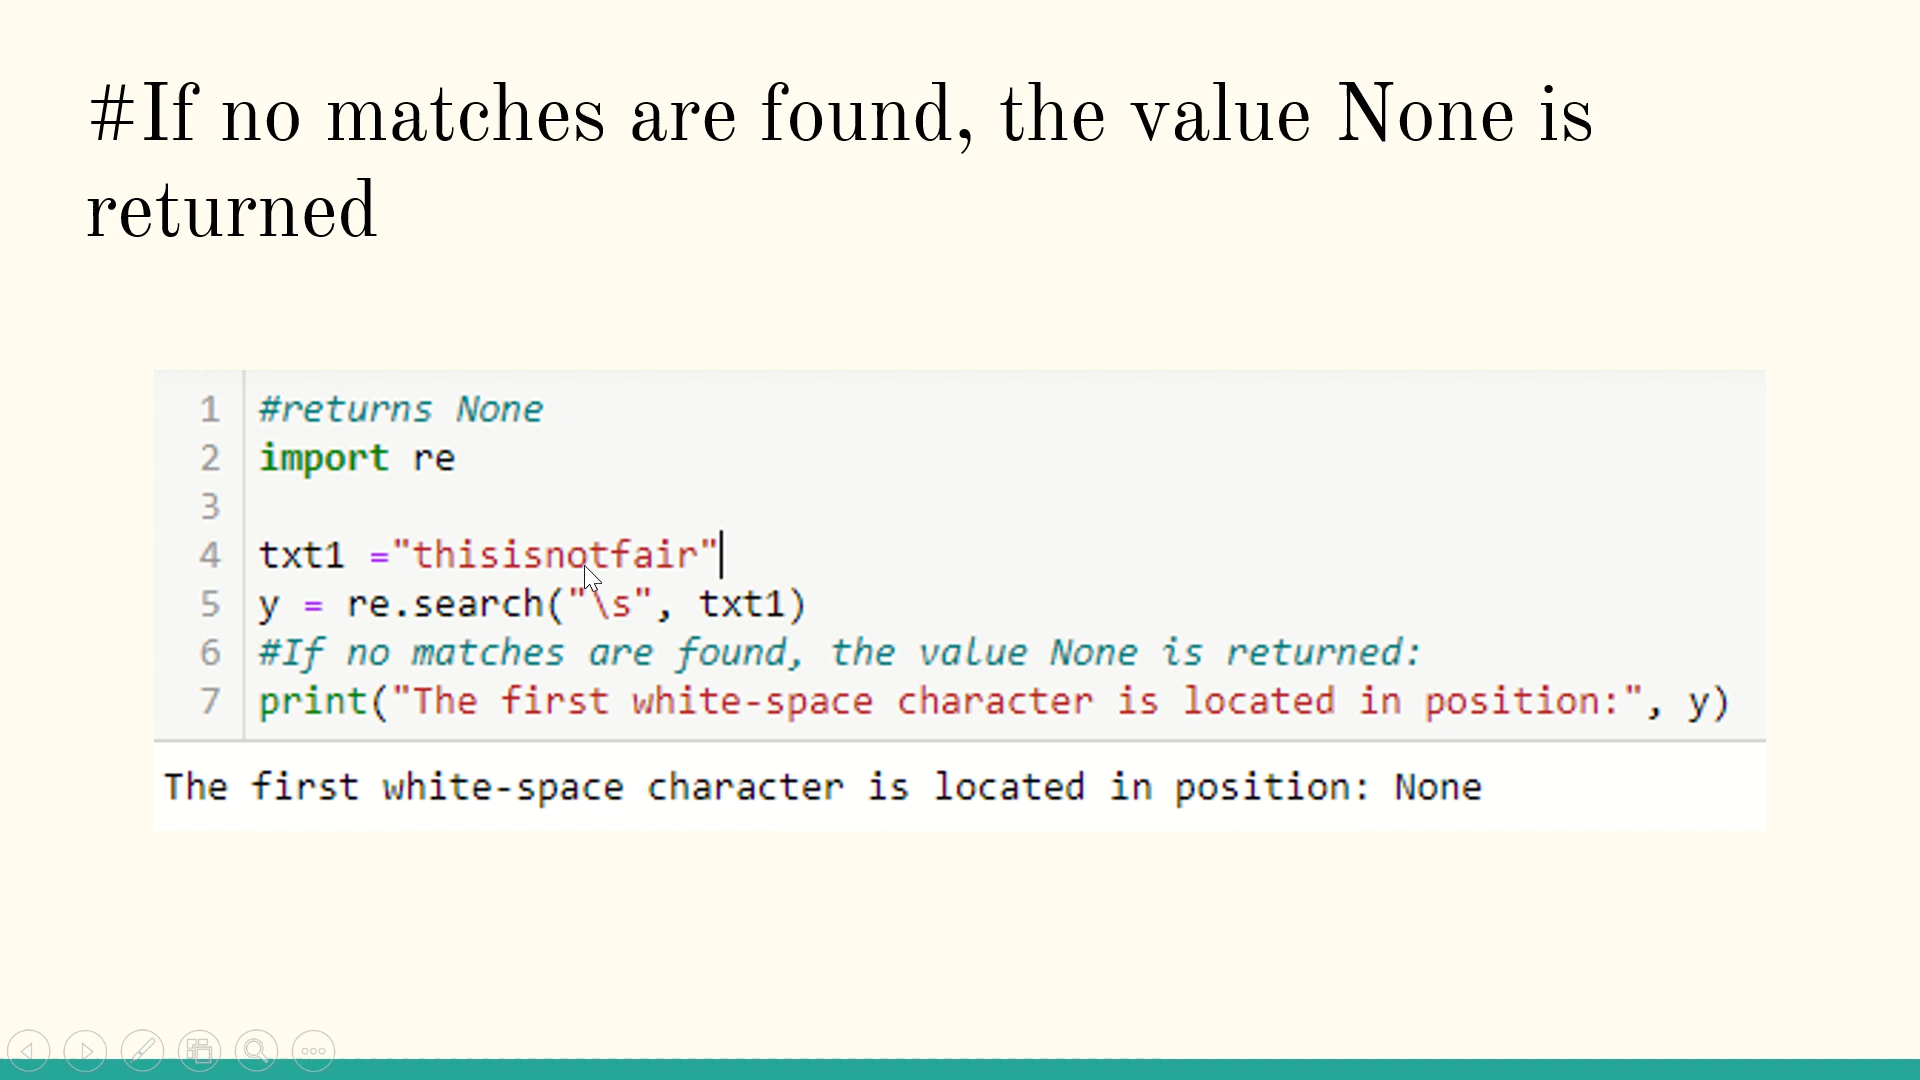 #If no matches are found, the value None is
returned
1 #returns None
2 import re
3
4 txt1 ="thisisnotfair"
5 y = re.search("\s", txt1)
6 #If no matches are found, the value None is returned:
7 print("The first white-space character is located in position:", y)
The first white-space character is located in position: None